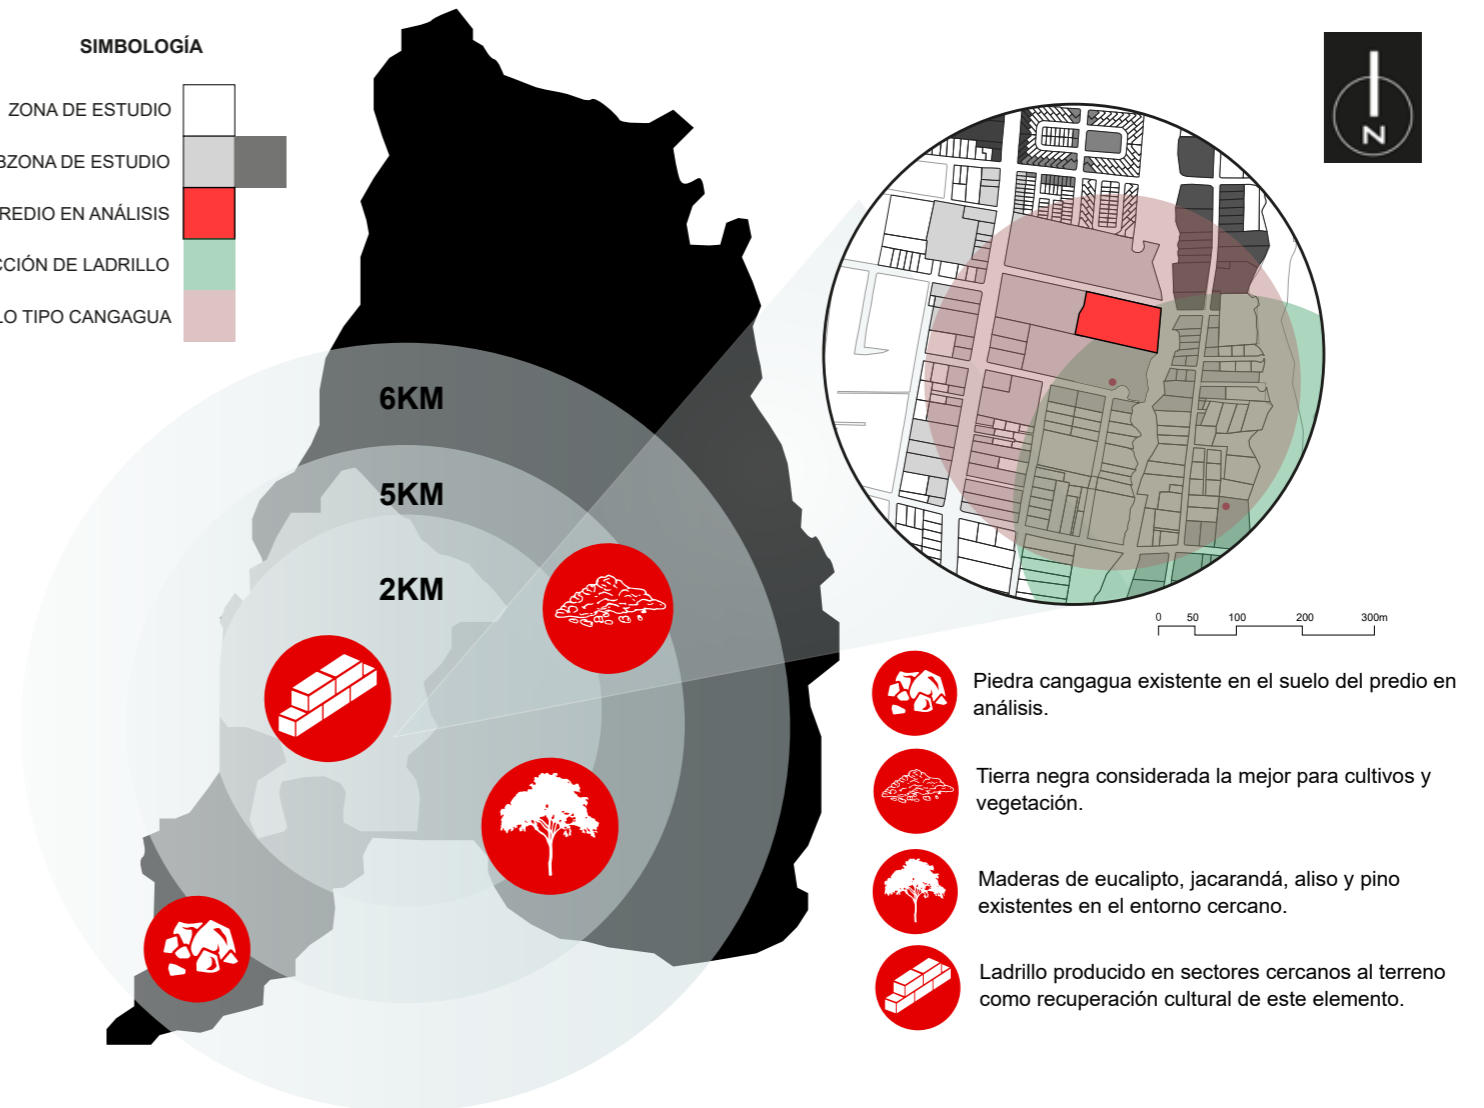 SIMBOLOGÍA
ZONA DE ESTUDIO
BZONA DE ESTUDIO
REDIO EN ANÁLISIS
CCIÓN DE LADRILLO
LO TIPO CANGAGUA
6KM
5KM
2KM
N
0 50 100 200 300m
Piedra cangagua existente en el suelo del predio en
análisis.
Tierra negra considerada la mejor para cultivos y
vegetación.
Maderas de eucalipto, jacarandá, aliso y pino
existentes en el entorno cercano.
Ladrillo producido en sectores cercanos al terreno
como recuperación cultural de este elemento.